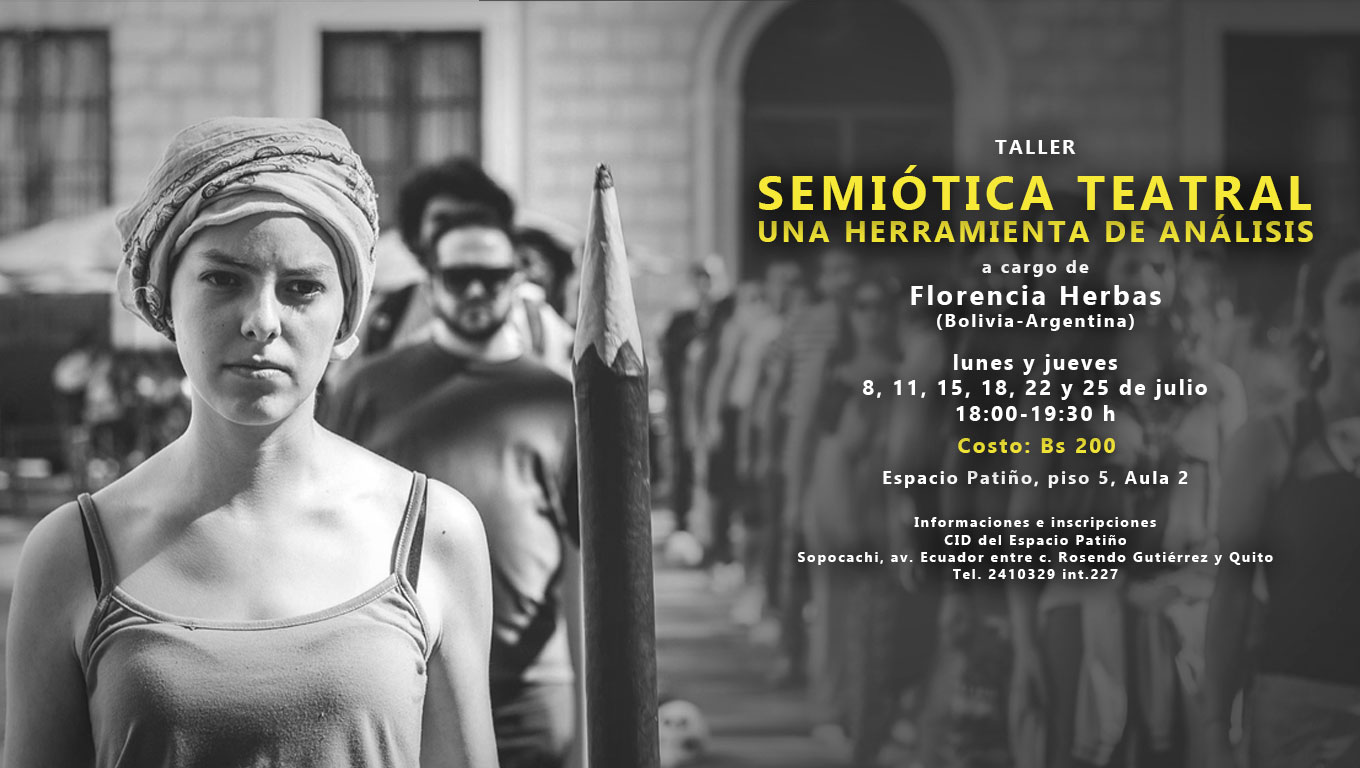 TALLER
SEMIÓTICA TEATRAL
UNA HERRAMIENTA DE ANÁLISIS
a cargo de
Florencia Herbas
(Bolivia-Argentina)
lunes y jueves
8, 11, 15, 18, 22 y 25 de julio
18:00-19:30 h
Costo: Bs 200
Espacio Patiño, piso 5, Aula 2
Informaciones e inscripciones
CID del Espacio Patiño
Sopocachi, av. Ecuador entre c. Rosendo Gutiérrez y Quito
Tel. 2410329 int.227